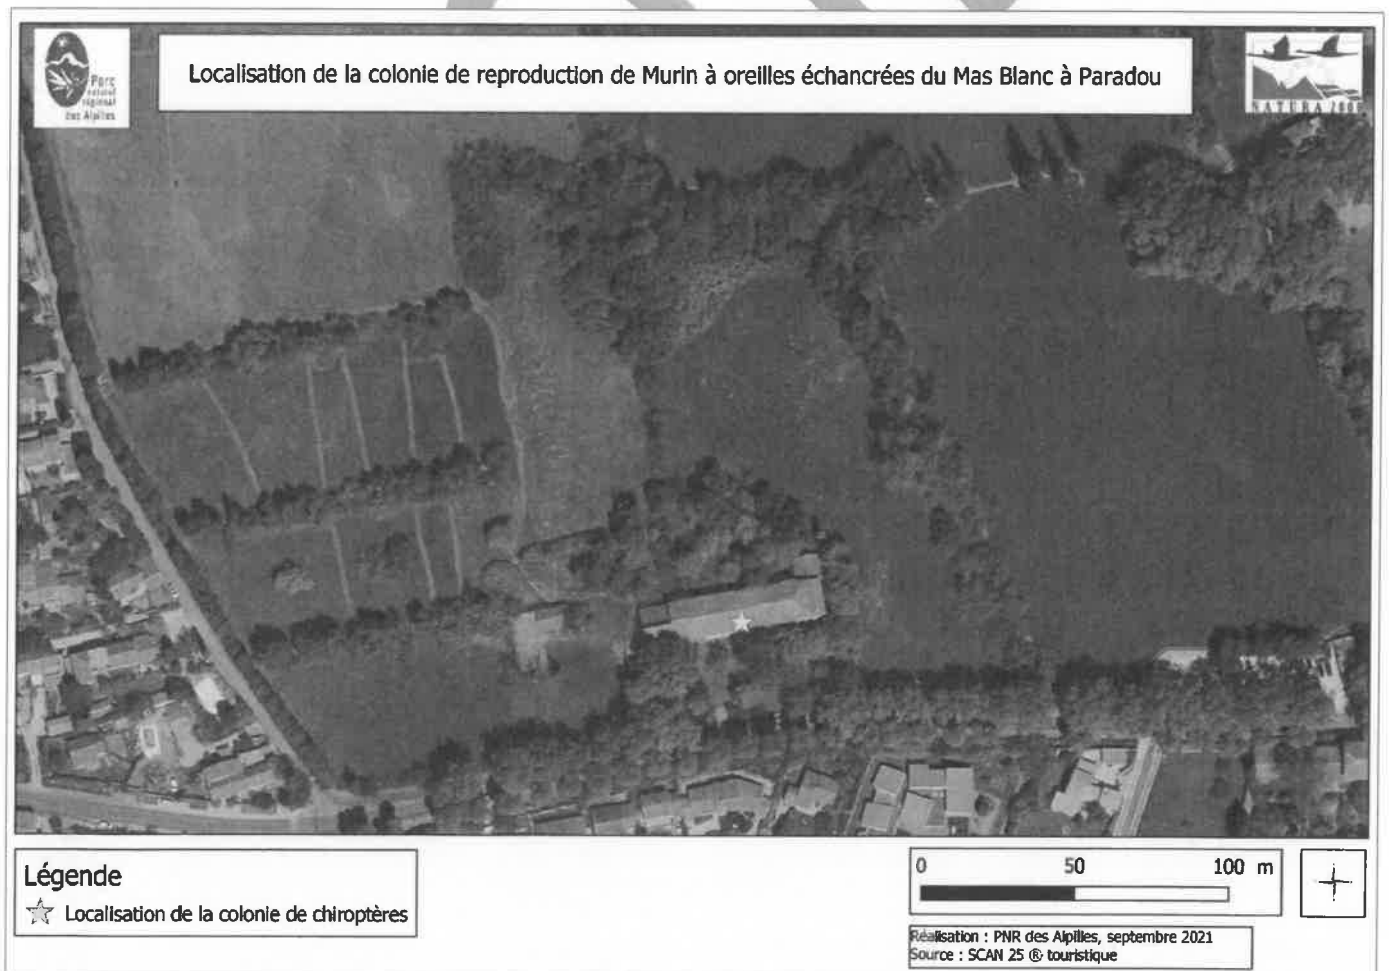 Parc
naturel
régional
des Alpilles
Localisation de la colonie de reproduction de Murin à oreilles échancrées du Mas Blanc à Paradou
NATURA 2000
Légende
Localisation de la colonie de chiroptères
0 50 100 m
Réalisation : PNR des Alpilles, septembre 2021
Source : SCAN 25 ® touristique